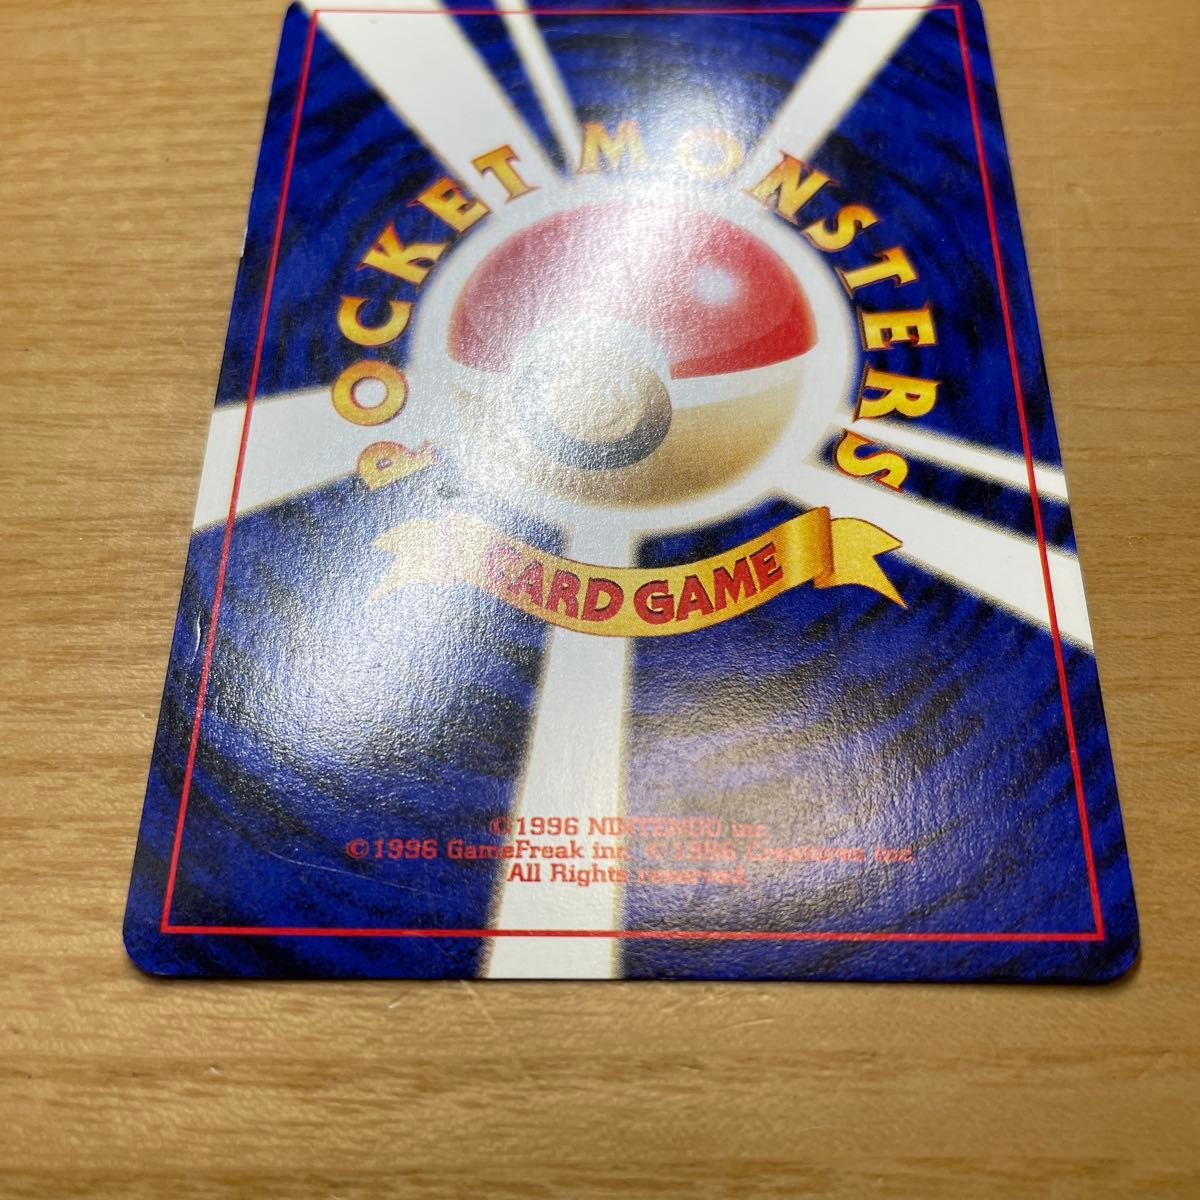 POCKET MONSTERS
CARD GAME
©1996 NINTENDO inc.
©1996 GameFreak inc. ©1996 Creatures inc.
All Rights reserved.